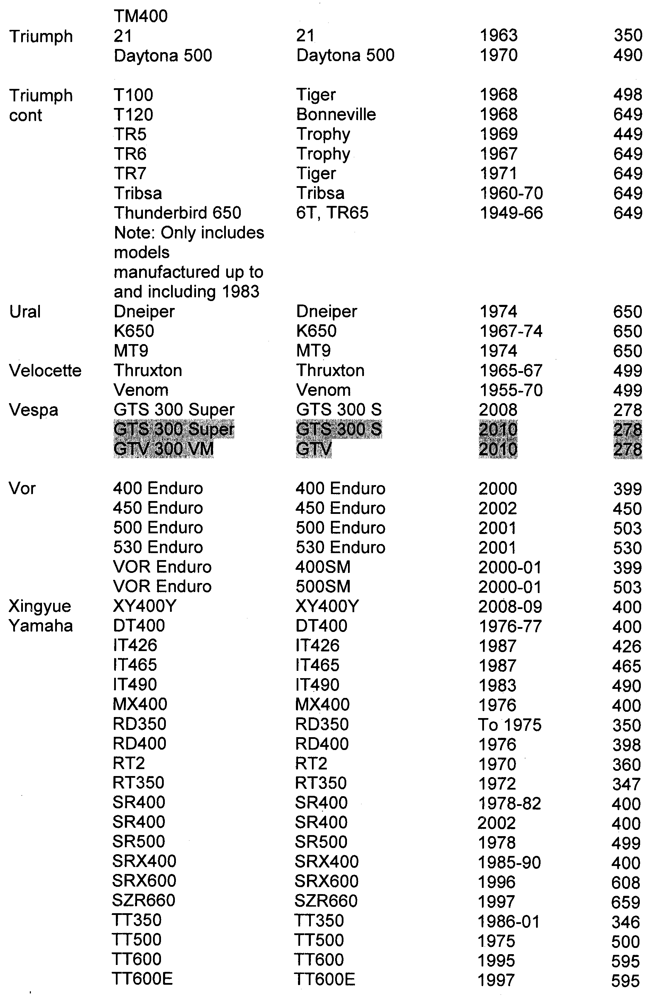 TM400
Triumph 21 21 1963 350
Daytona 500 Daytona 500 1970 490
Triumph T100 Tiger 1968 498
cont T120 Bonneville 1968 649
TR5 Trophy 1969 449
TR6 Trophy 1967 649
TR7 Tiger 1971 649
Tribsa Tribsa 1960-70 649
Thunderbird 650 6T, TR65 1949-66 649
Note: Only includes
models
manufactured up to
and including 1983
Ural Dneiper Dneiper 1974 650
K650 K650 1967-74 650
MT9 MT9 1974 650
Velocette Thruxton Thruxton 1965-67 499
Venom Venom 1955-70 499
Vespa GTS 300 Super GTS 300 S 2008 278
GTS 300 Super GTS 300 S 2010 278
GTV 300 VM GTV 2010 278
Vor 400 Enduro 400 Enduro 2000 399
450 Enduro 450 Enduro 2002 450
500 Enduro 500 Enduro 2001 503
530 Enduro 530 Enduro 2001 530
VOR Enduro 400SM 2000-01 399
VOR Enduro 500SM 2000-01 503
Xingyue XY400Y XY400Y 2008-09 400
Yamaha DT400 DT400 1976-77 400
IT426 IT426 1987 426
IT465 IT465 1987 465
IT490 IT490 1983 490
MX400 MX400 1976 400
RD350 RD350 To 1975 350
RD400 RD400 1976 398
RT2 RT2 1970 360
RT350 RT350 1972 347
SR400 SR400 1978-82 400
SR400 SR400 2002 400
SR500 SR500 1978 499
SRX400 SRX400 1985-90 400
SRX600 SRX600 1996 608
SZR660 SZR660 1997 659
TT350 TT350 1986-01 346
TT500 TT500 1975 500
TT600 TT600 1995 595
TT600E TT600E 1997 595